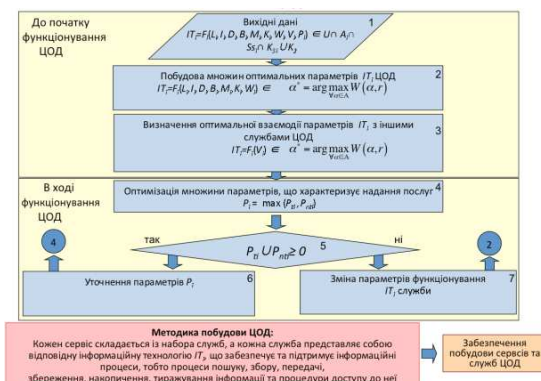 До початку
функціонування
ЦОД
Вихідні дані
1
ITᵢ=Fᵢ(Lᵢ,Iᵢ,Dᵢ,Bᵢ,Mᵢ,Kᵢ,Wᵢ,Vᵢ,Pᵢ) ∈ U∩ Aⱼ∩
Побудова множин оптимальних параметрів ITᵢ ЦОД
2
ITᵢ=Fᵢ(Lᵢ,Iᵢ,Dᵢ,Bᵢ,Mᵢ,Kᵢ,Wᵢ) ∈ α* = arg max W(α,r)
∀α∈A
Визначення оптимальної взаємодії параметрів ITᵢ з іншими
службами ЦОД
3
ITᵢ=Fᵢ(Vᵢ) ∈ α* = arg max W(α,r)
∀α∈A
В ході
функціонування
ЦОД
Оптимізація множини параметрів, що характеризує надання послуг
4
Pᵢ = max {Pₜᵢ, Pₙₜᵢ}
4
так
Pₜᵢ ∪ Pₙₜᵢ ≥ 0
5
ні
2
Уточнення параметрів Pᵢ
6
Зміна параметрів функціонування
ITᵢ служби
7
Методика побудови ЦОД:
Кожен сервіс складається із набора служб, а кожна служба представляє собою
відповідну інформаційну технологію ITᵢ, що забезпечує та підтримує інформаційні
процеси, тобто процеси пошуку, збору, передачі,
збереження, накопичення, тиражування інформації та процедури доступу до неї
Забезпечення
побудови сервісів та
служб ЦОД